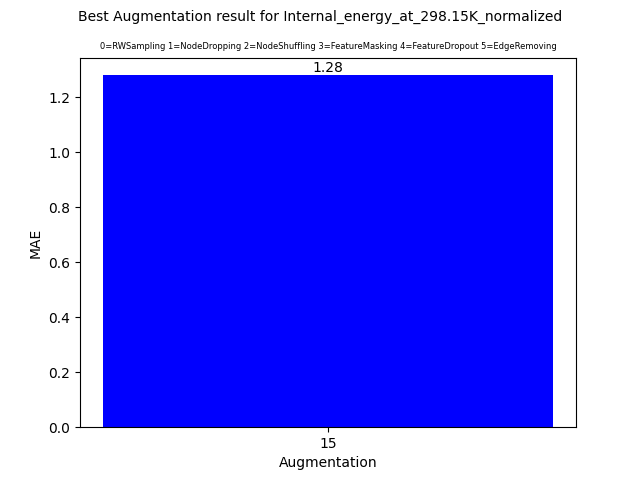 Best Augmentation result for Internal_energy_at_298.15K_normalized
0=RWSampling 1=NodeDropping 2=NodeShuffling 3=FeatureMasking 4=FeatureDropout 5=EdgeRemoving
1.28
1.2
1.0
0.8
0.6
0.4
0.2
0.0
MAE
15
Augmentation